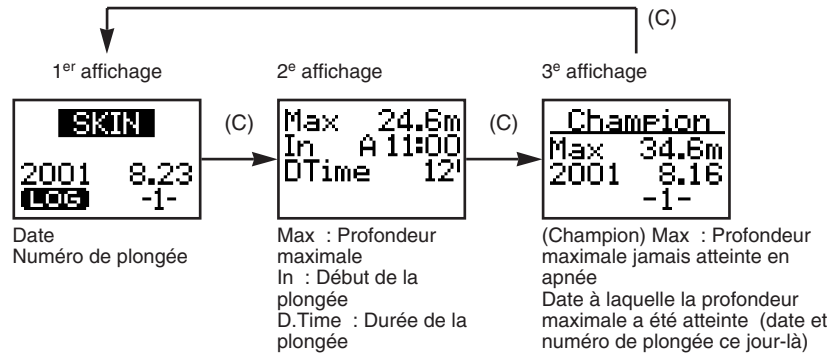 (C)
1er affichage
2e affichage
3e affichage
SKIN
2001 8.23
LOG -1-
(C)
Max 24.6m
In A 11:00
DTime 12'
(C)
Champion
Max 34.6m
2001 8.16
-1-
Date
Numéro de plongée
Max : Profondeur
maximale
In : Début de la
plongée
D.Time : Durée de la
plongée
(Champion) Max : Profondeur
maximale jamais atteinte en
apnée
Date à laquelle la profondeur
maximale a été atteinte (date et
numéro de plongée ce jour-là)